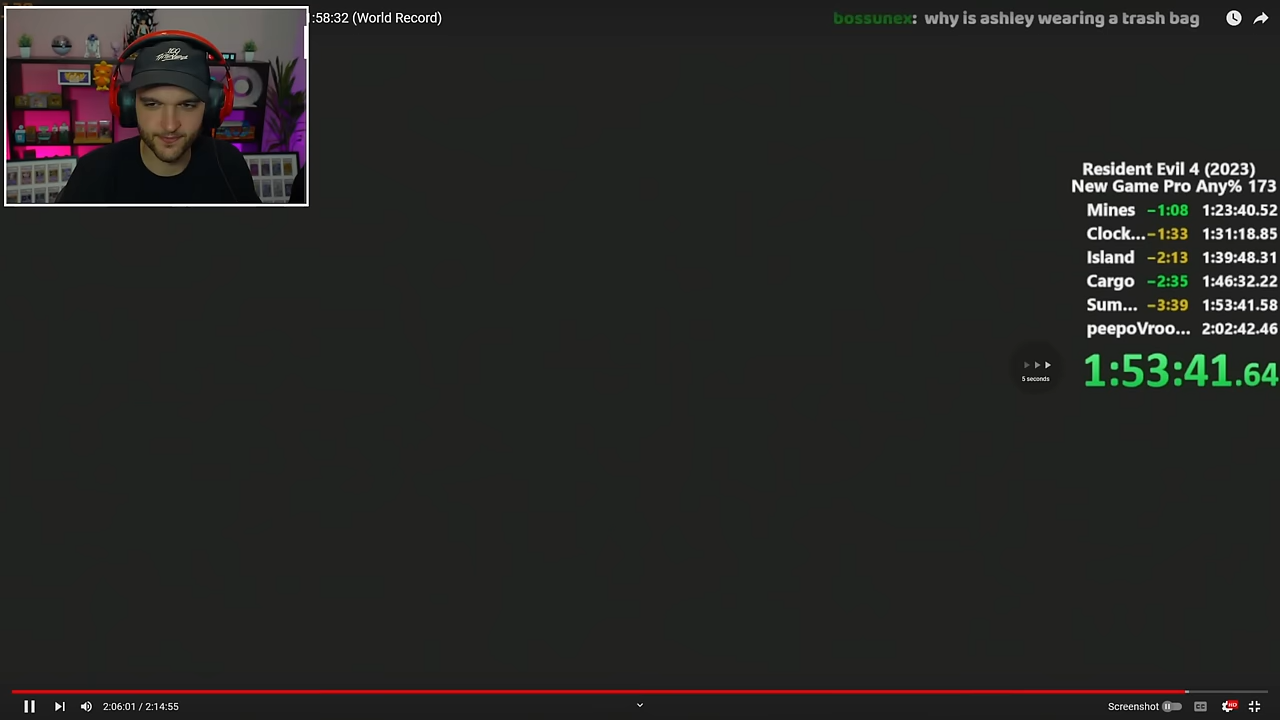 1:58:32 (World Record)
bossunex: why is ashley wearing a trash bag
Resident Evil 4 (2023)
New Game Pro Any% 173
Mines -1:08 1:23:40.52
Clock... -1:33 1:31:18.85
Island -2:13 1:39:48.31
Cargo -2:35 1:46:32.22
Sum... -3:39 1:53:41.58
peepoVroo... 2:02:42.46
1:53:41.64
5 seconds
2:06:01 / 2:14:55
Screenshot
CC
HD